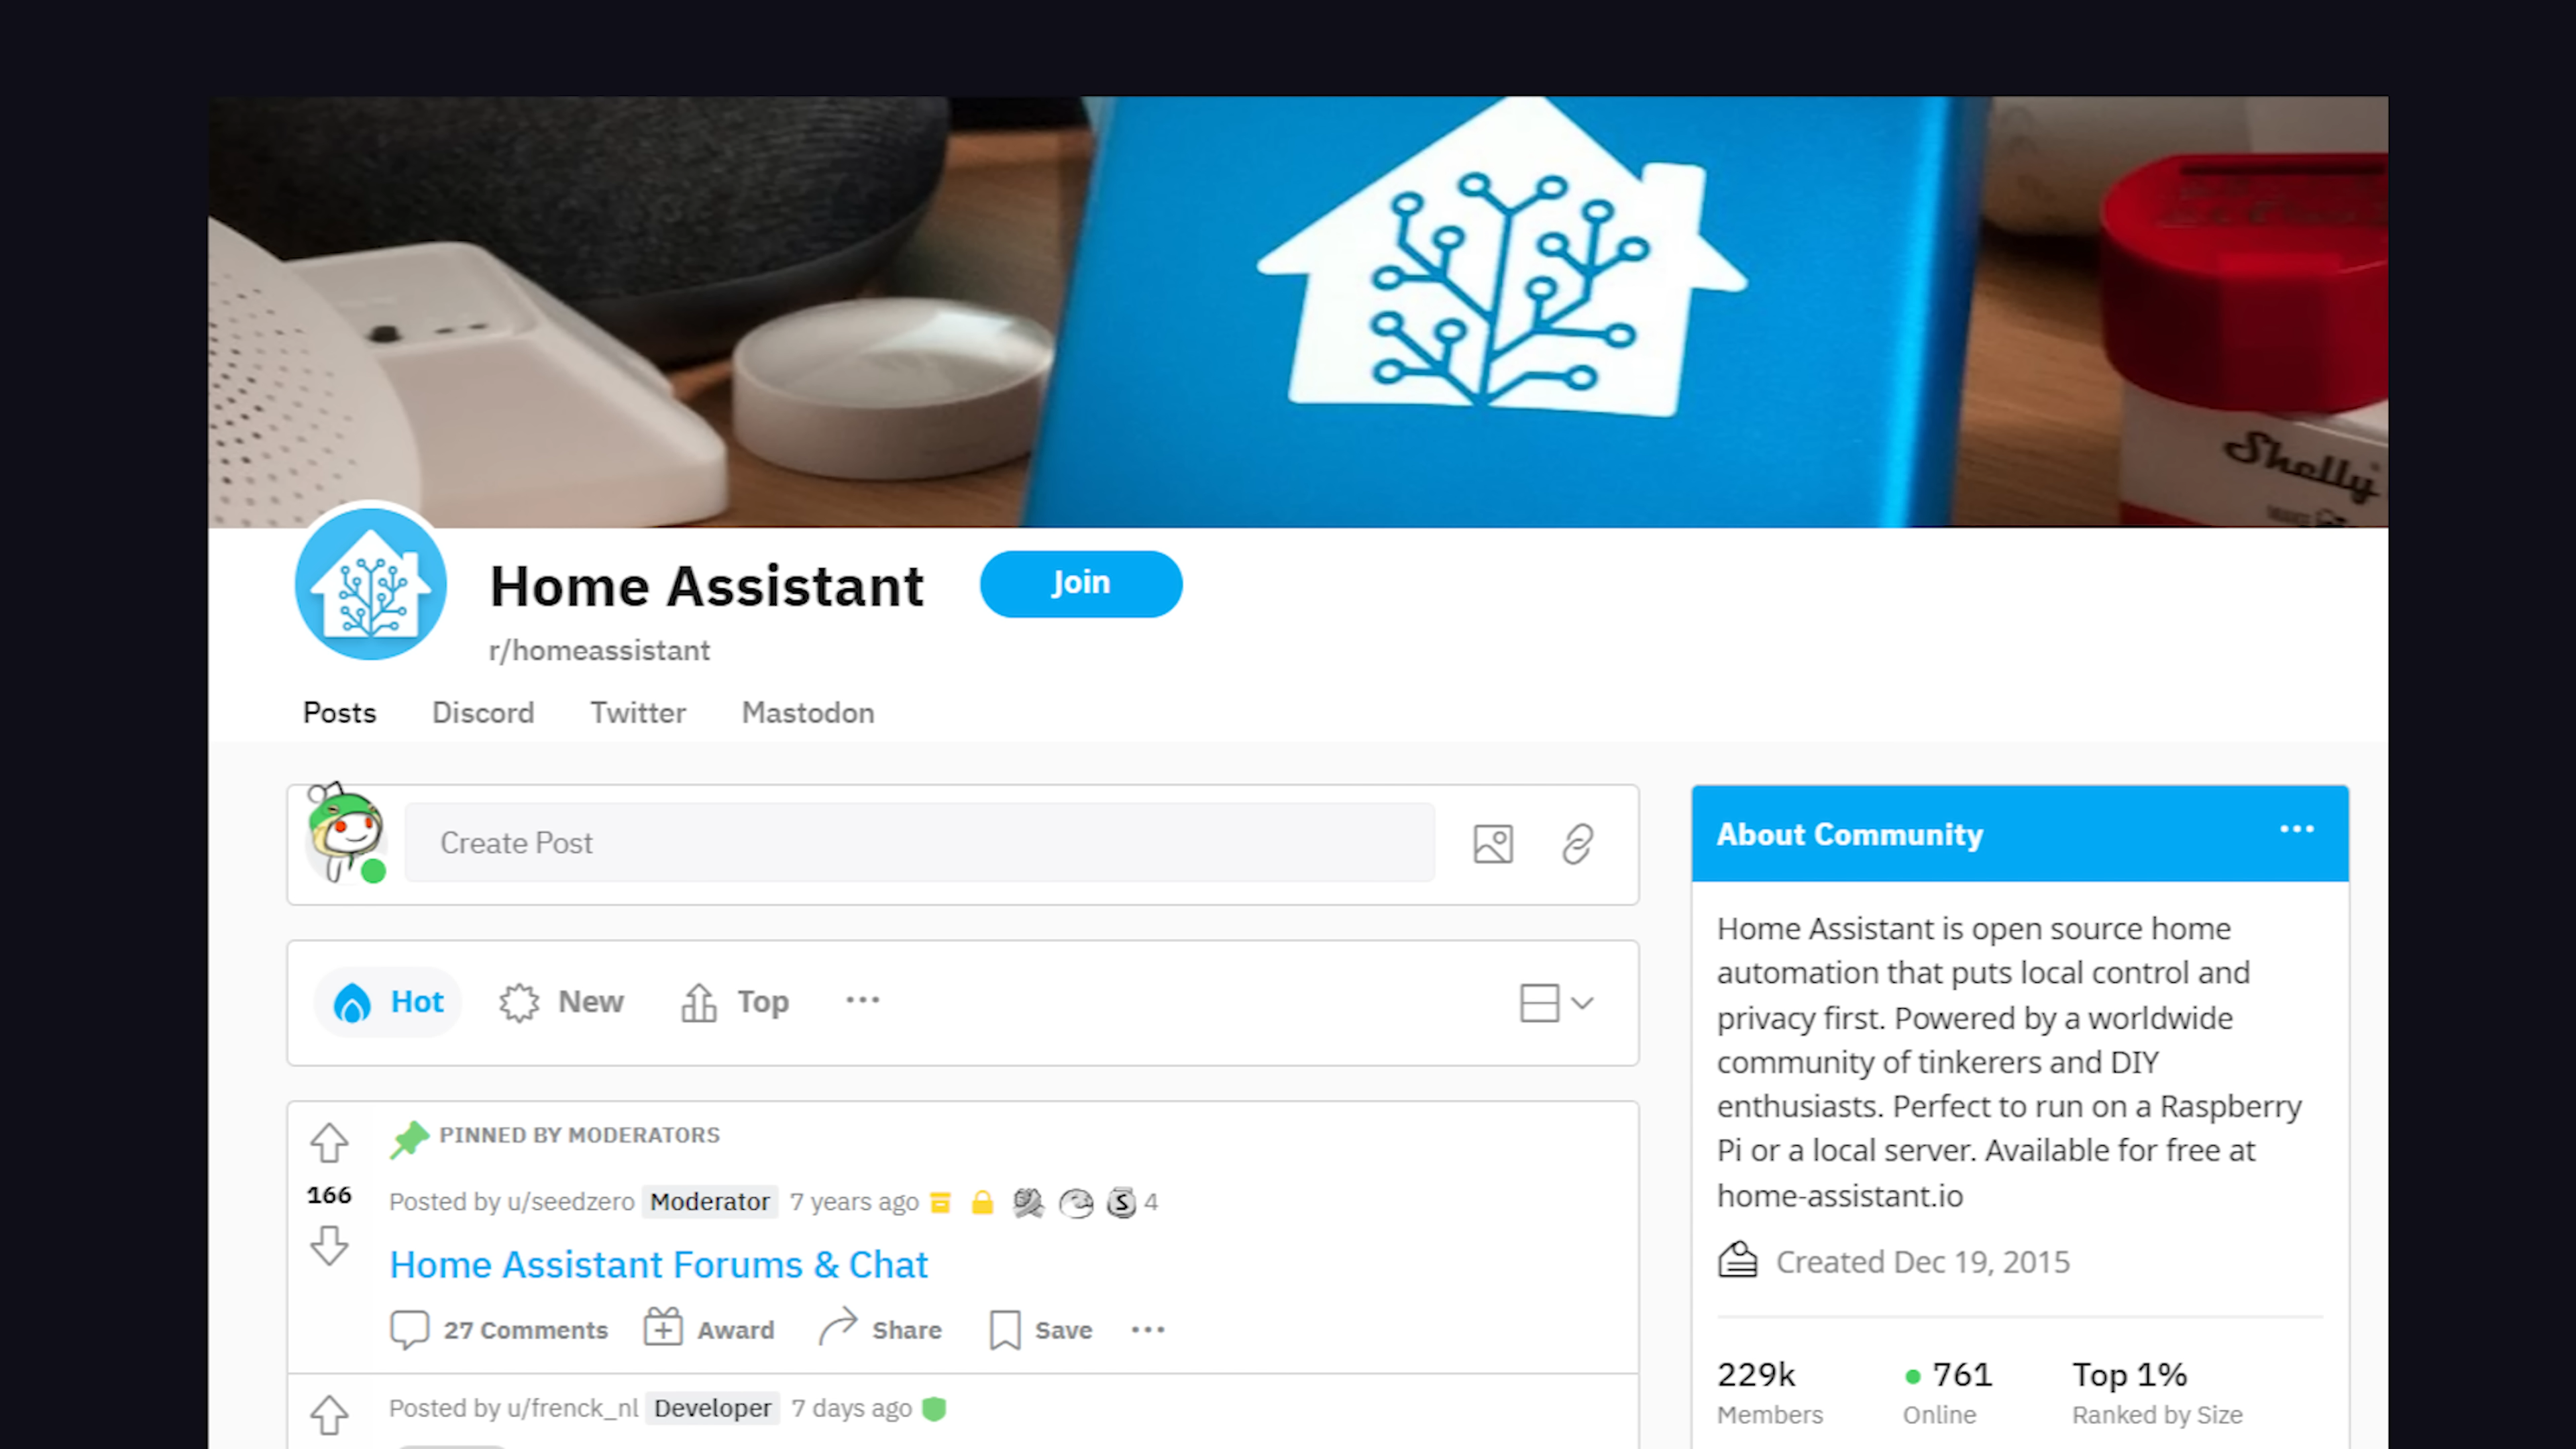 Shelly
Home Assistant
Join
r/homeassistant
Posts Discord Twitter Mastodon
Create Post
Hot New Top
PINNED BY MODERATORS
166
Posted by u/seedzero Moderator 7 years ago 4
Home Assistant Forums & Chat
27 Comments Award Share Save
Posted by u/frenck_nl Developer 7 days ago
About Community
Home Assistant is open source home
automation that puts local control and
privacy first. Powered by a worldwide
community of tinkerers and DIY
enthusiasts. Perfect to run on a Raspberry
Pi or a local server. Available for free at
home-assistant.io
Created Dec 19, 2015
229k 761 Top 1%
Members Online Ranked by Size